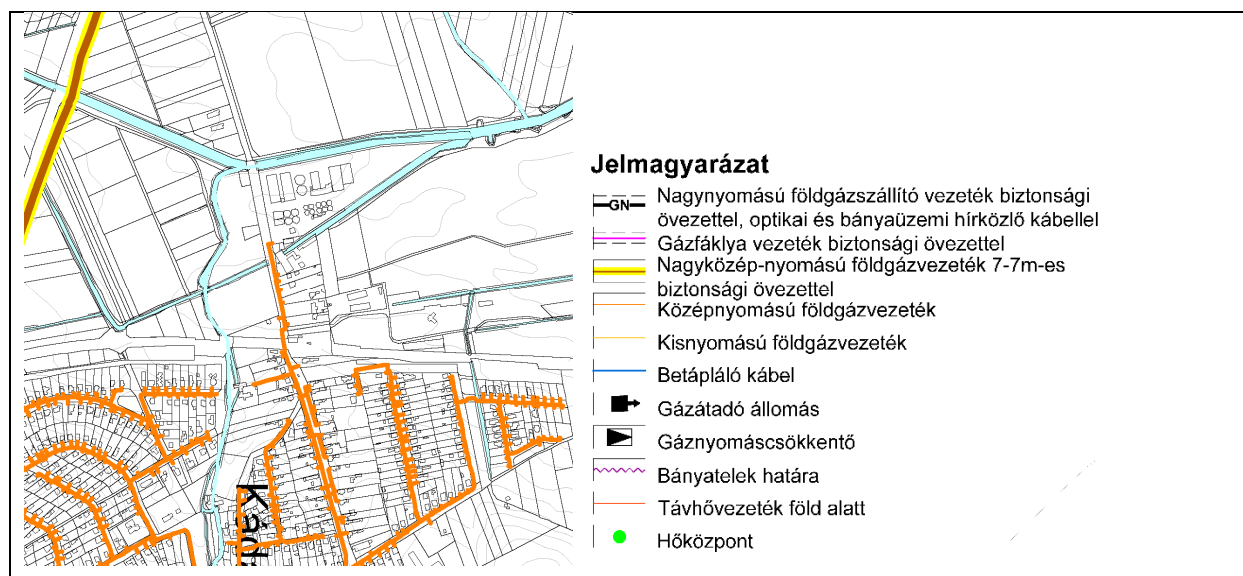 Jelmagyarázat
GN
Nagynyomású földgázszállító vezeték biztonsági
övezettel, optikai és bányaüzemi hírközlő kábellel
Gázfáklya vezeték biztonsági övezettel
Nagyközép-nyomású földgázvezeték 7-7m-es
biztonsági övezettel
Középnyomású földgázvezeték
Kisnyomású földgázvezeték
Betápláló kábel
Gázátadó állomás
Gáznyomáscsökkentő
Bányatelek határa
Távhővezeték föld alatt
Hőközpont